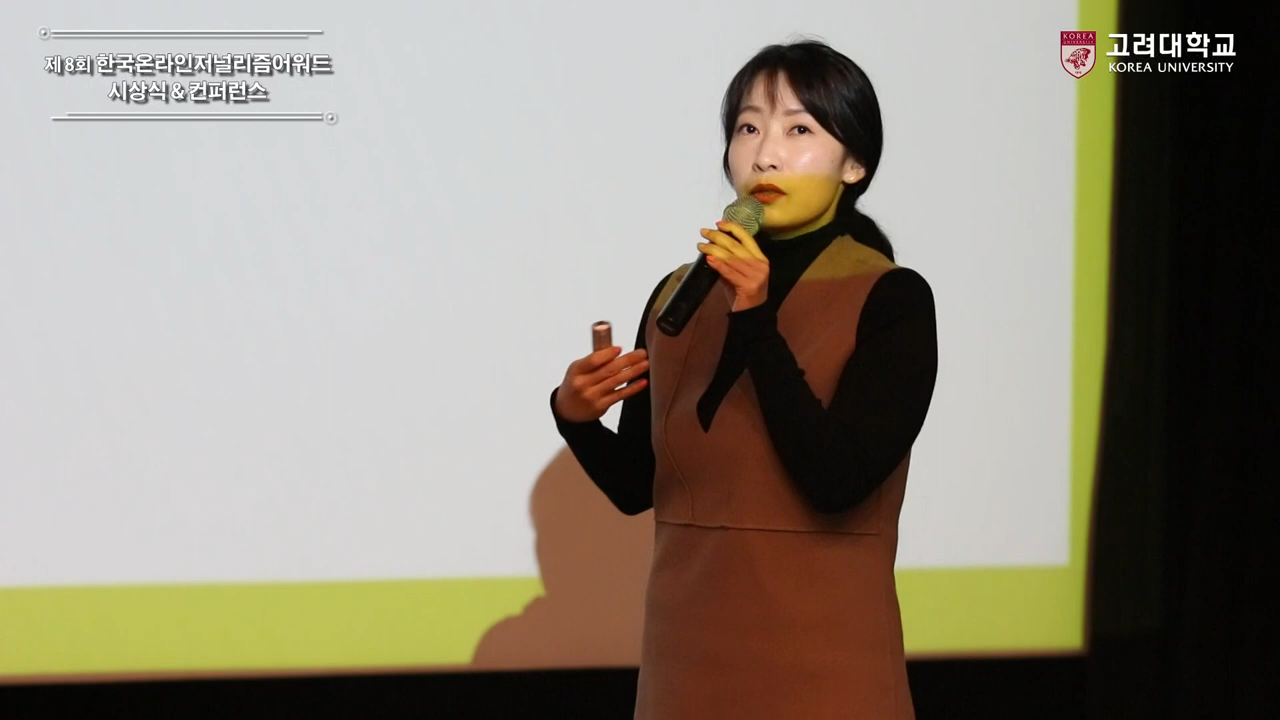 제 8회 한국온라인저널리즘어워드
시상식 & 컨퍼런스
KOREA
UNIVERSITY
고려대학교
KOREA UNIVERSITY